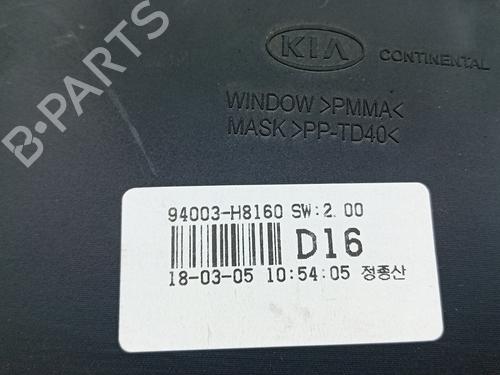 KIA
CONTINENTAL
WINDOW >PMMA<
MASK >PP-TD40<
94003-H8160 SW:2.00
D16
18-03-05 10:54:05 정종산
B-PARTS